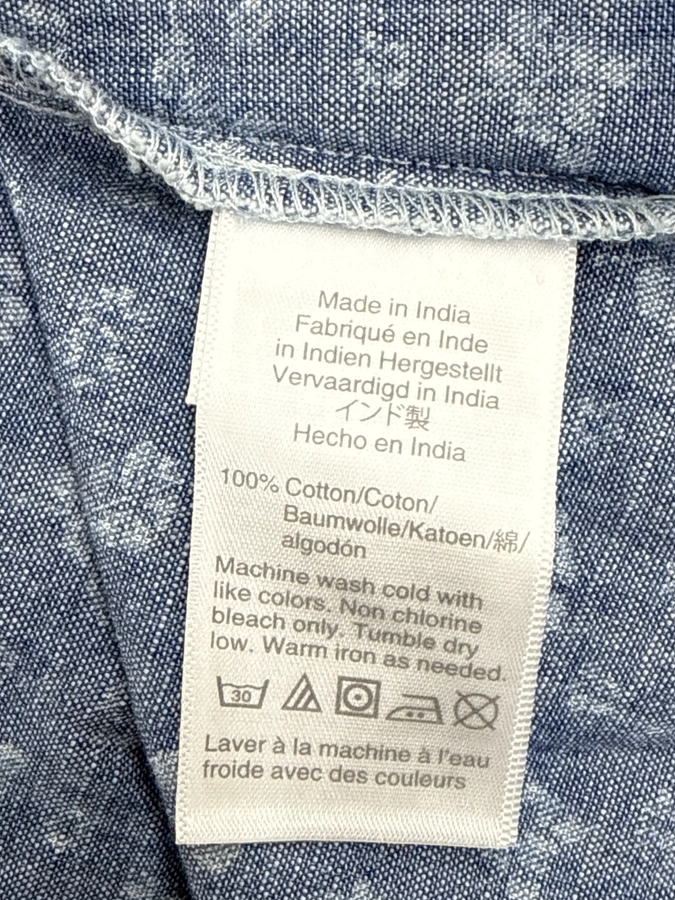 Made in India
Fabriqué en Inde
in Indien Hergestellt
Vervaardigd in India
インド製
Hecho en India
100% Cotton/Coton/
Baumwolle/Katoen/綿/
algodón
Machine wash cold with
like colors. Non chlorine
bleach only. Tumble dry
low. Warm iron as needed.
30
Laver à la machine à l'eau
froide avec des couleurs